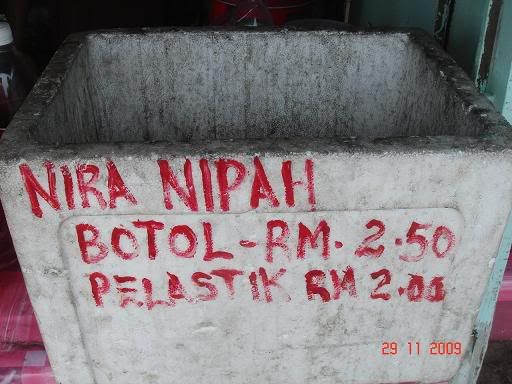 NIRA NIPAH
BOTOL-RM.2.50
PELASTIK RM 2.00
29 11 2009